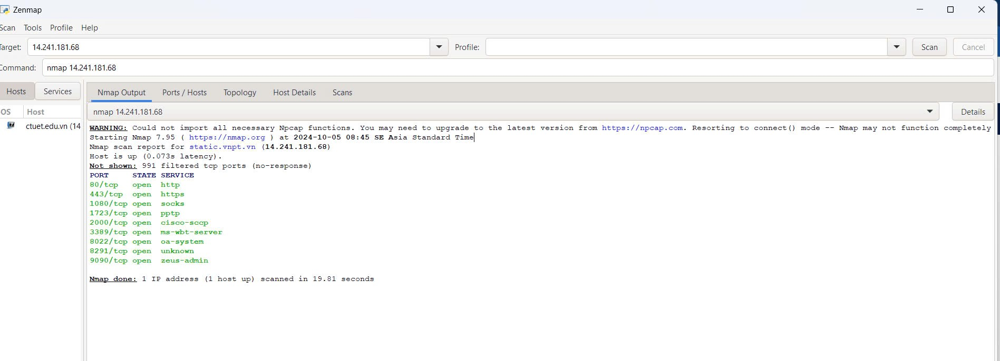 Zenmap
Scan Tools Profile Help
Target: 14.241.181.68 Profile: Scan Cancel
Command: nmap 14.241.181.68
Hosts Services Nmap Output Ports / Hosts Topology Host Details Scans
OS Host nmap 14.241.181.68 Details
ctuet.edu.vn (14
WARNING: Could not import all necessary Npcap functions. You may need to upgrade to the latest version from https://npcap.com. Resorting to connect() mode -- Nmap may not function completely
Starting Nmap 7.95 ( https://nmap.org ) at 2024-10-05 08:45 SE Asia Standard Time
Nmap scan report for static.vnpt.vn (14.241.181.68)
Host is up (0.073s latency).
Not shown: 991 filtered tcp ports (no-response)
PORT STATE SERVICE
80/tcp open http
443/tcp open https
1080/tcp open socks
1723/tcp open pptp
2000/tcp open cisco-sccp
3389/tcp open ms-wbt-server
8022/tcp open oa-system
8291/tcp open unknown
9090/tcp open zeus-admin
Nmap done: 1 IP address (1 host up) scanned in 19.81 seconds